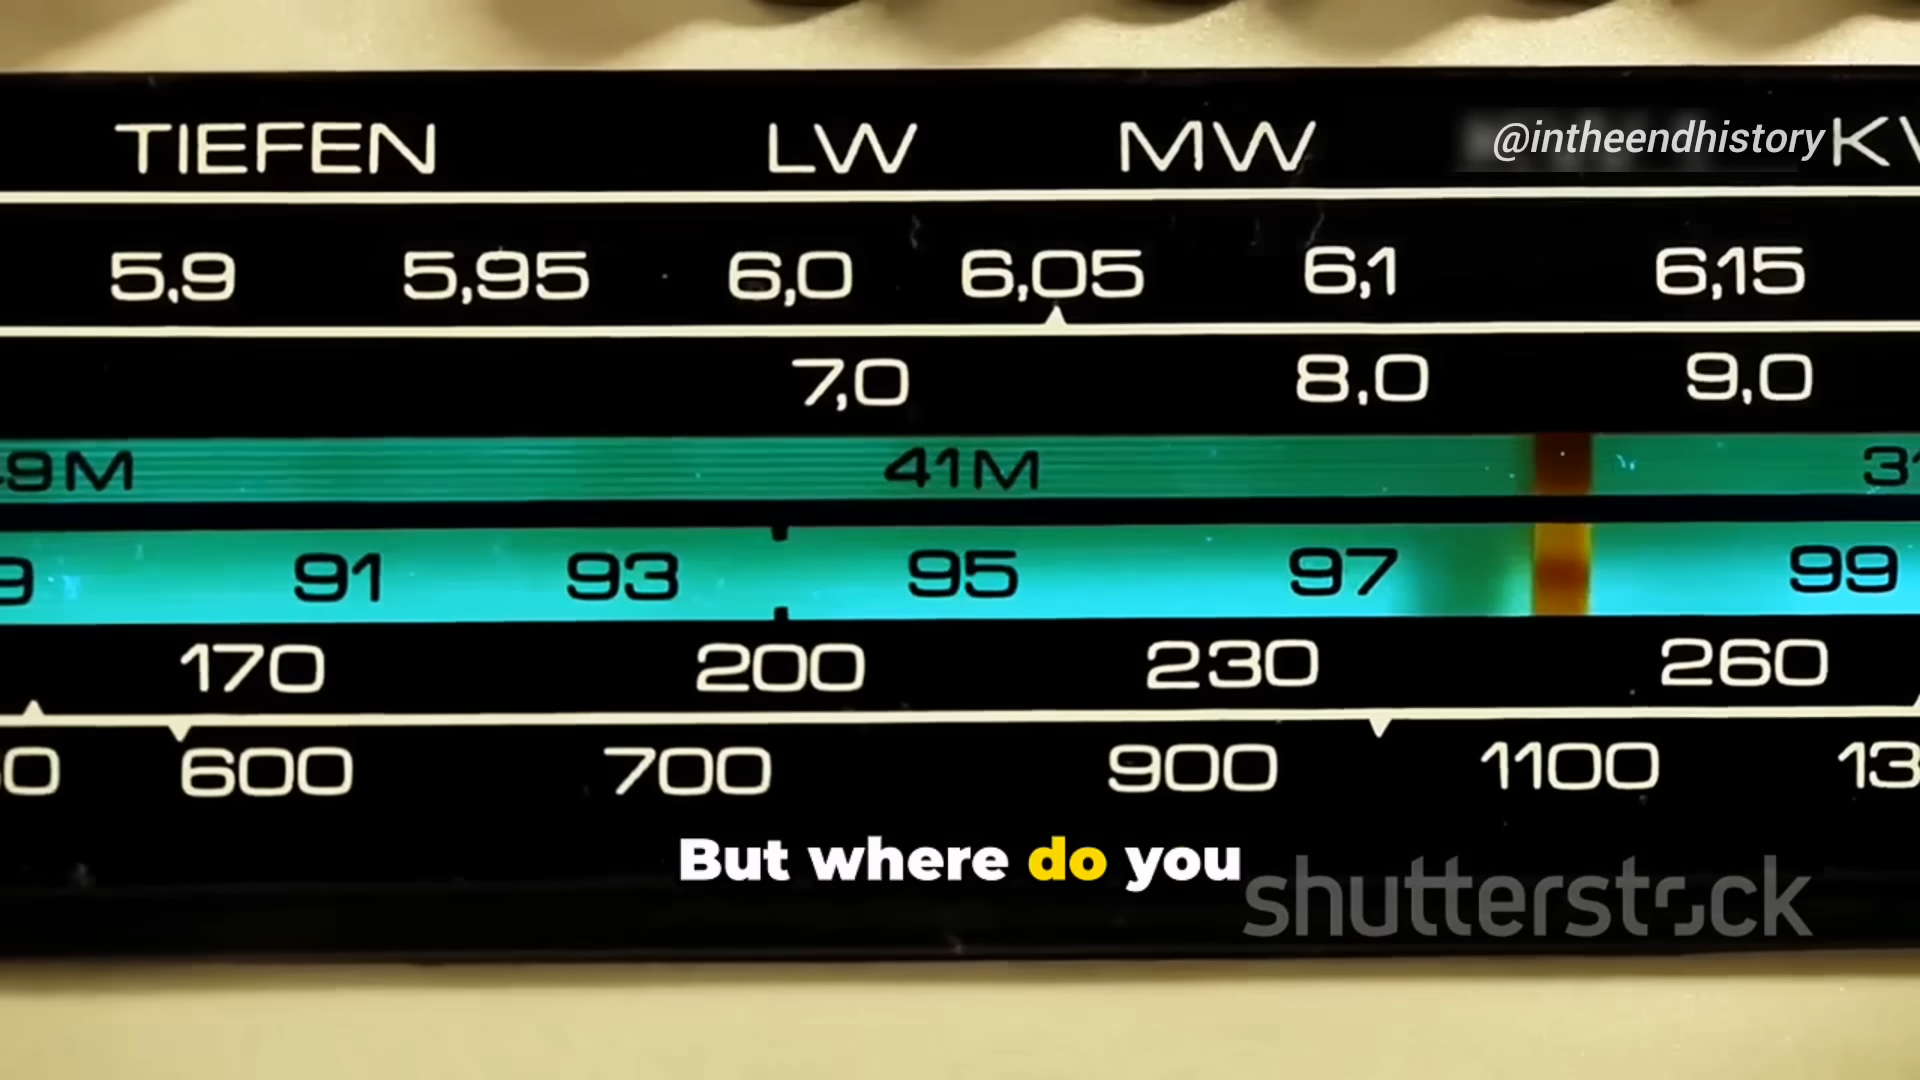 TIEFEN LW MW @intheendhistory
5,9 5,95 6,0 6,05 6,1 6,15
7,0 8,0 9,0
41M
91 93 95 97 99
170 200 230 260
600 700 900 1100
But where do you
shutterstock